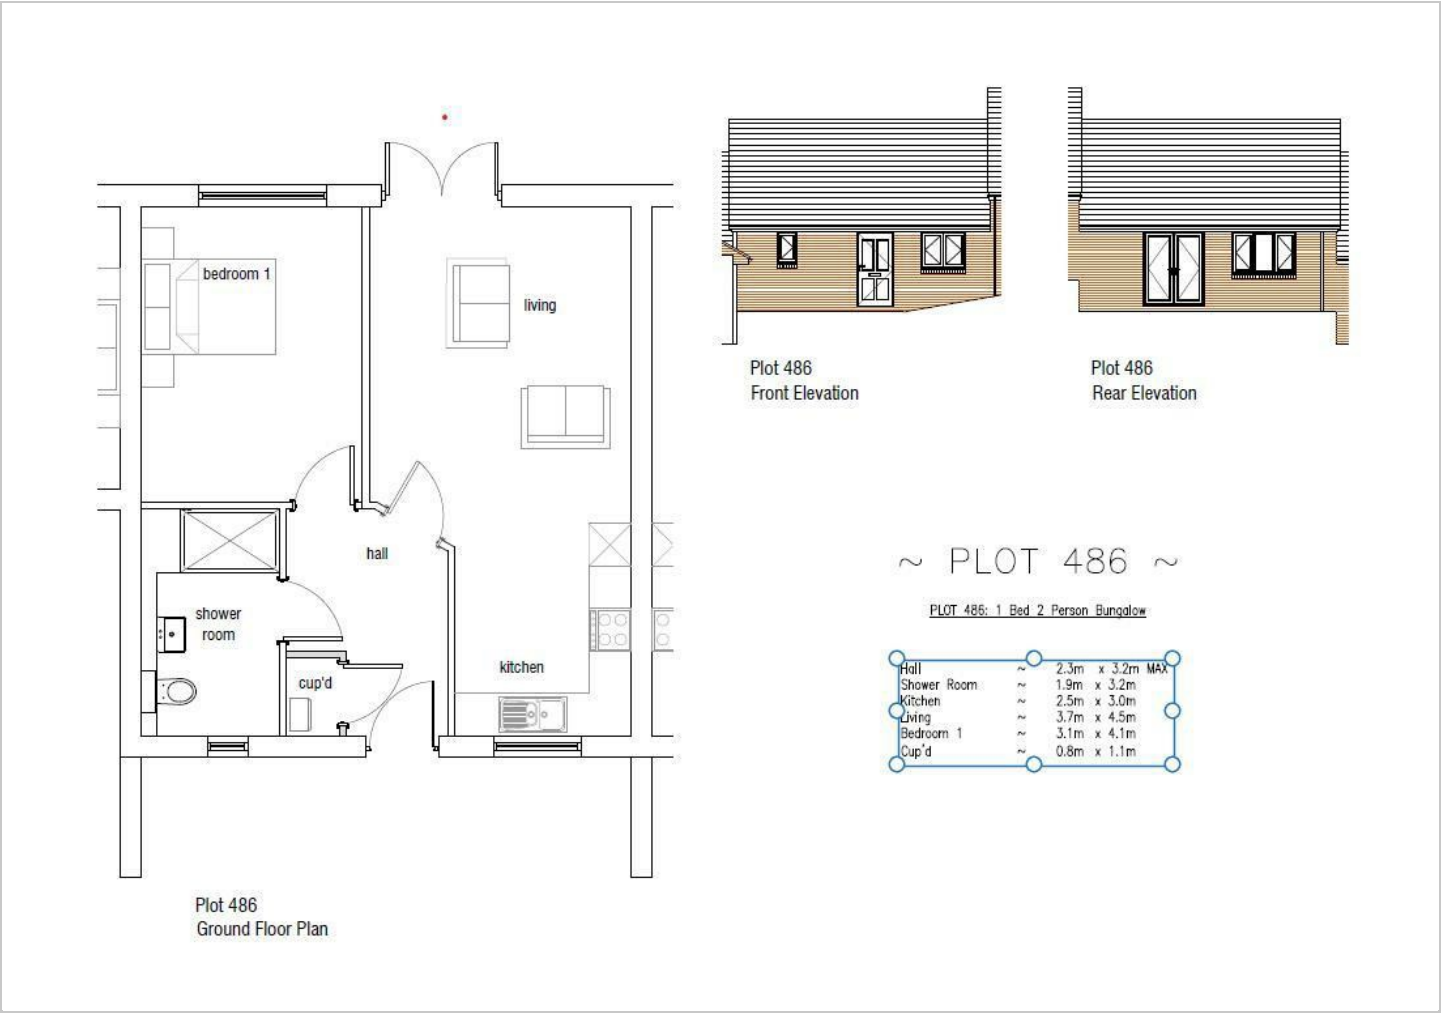 bedroom 1
living
hall
shower
room
cup'd
kitchen
Plot 486
Ground Floor Plan
Plot 486
Front Elevation
Plot 486
Rear Elevation
~ PLOT 486 ~
PLOT 486: 1 Bed 2 Person Bungalow
Hall ~ 2.3m x 3.2m MAX
Shower Room ~ 1.9m x 3.2m
Kitchen ~ 2.5m x 3.0m
Living ~ 3.7m x 4.5m
Bedroom 1 ~ 3.1m x 4.1m
Cup'd ~ 0.8m x 1.1m